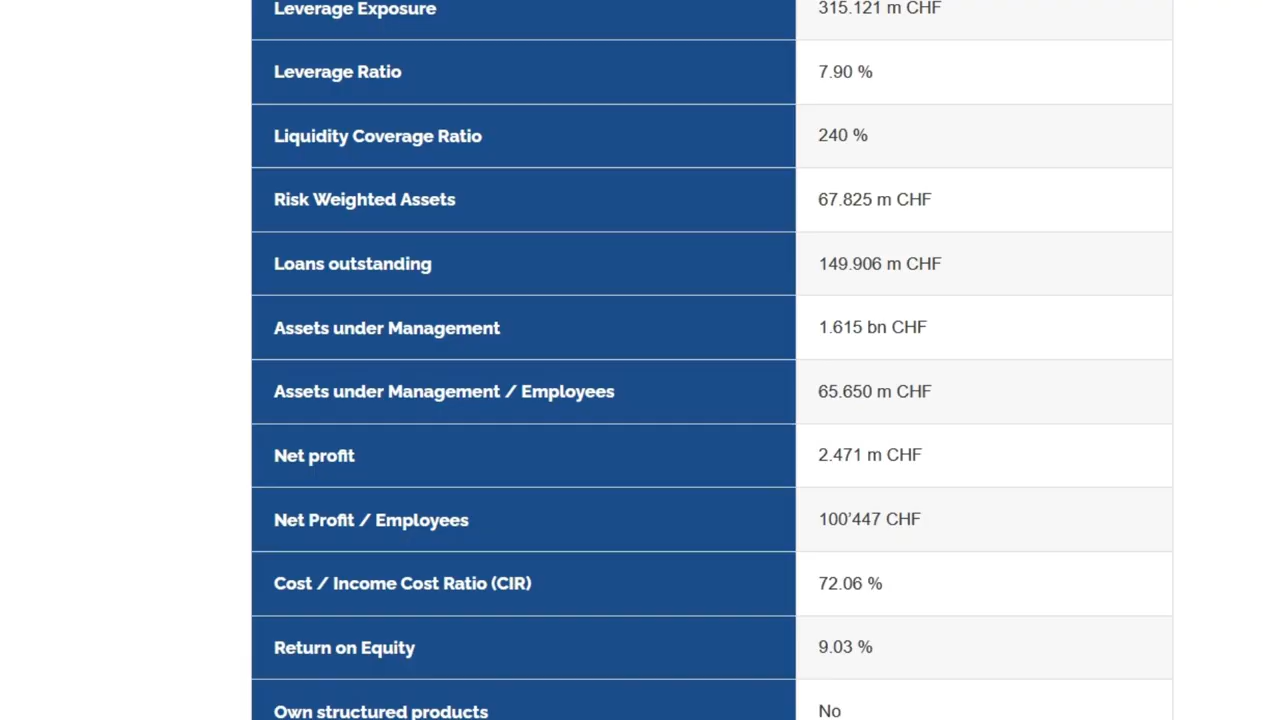 Leverage Exposure 315.121 m CHF
Leverage Ratio 7.90 %
Liquidity Coverage Ratio 240 %
Risk Weighted Assets 67.825 m CHF
Loans outstanding 149.906 m CHF
Assets under Management 1.615 bn CHF
Assets under Management / Employees 65.650 m CHF
Net profit 2.471 m CHF
Net Profit / Employees 100’447 CHF
Cost / Income Cost Ratio (CIR) 72.06 %
Return on Equity 9.03 %
Own structured products No